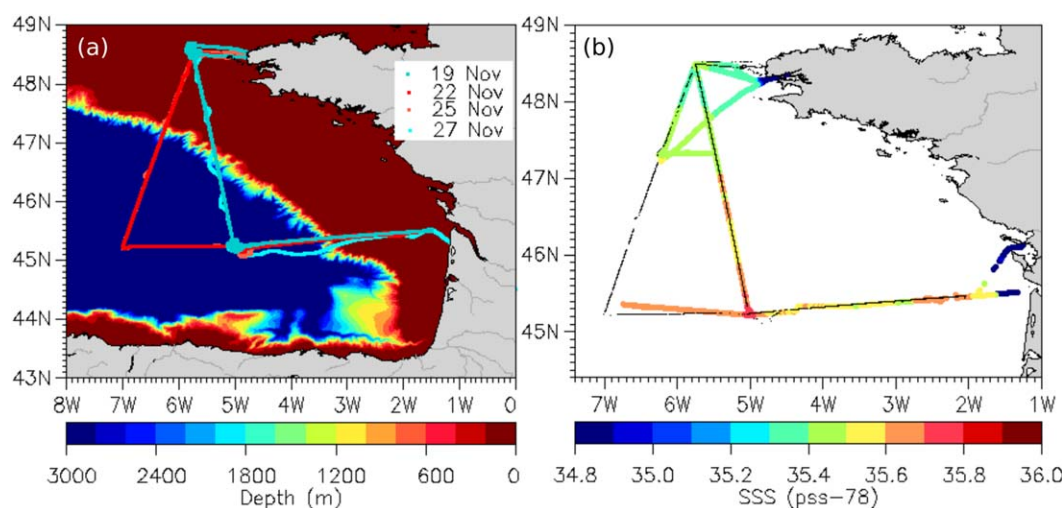 (a)
49N
48N
47N
46N
45N
44N
43N
19 Nov
22 Nov
25 Nov
27 Nov
8W 7W 6W 5W 4W 3W 2W 1W 0
3000 2400 1800 1200 600 0
Depth (m)
(b)
49N
48N
47N
46N
45N
7W 6W 5W 4W 3W 2W 1W
34.8 35.0 35.2 35.4 35.6 35.8 36.0
SSS (pss-78)